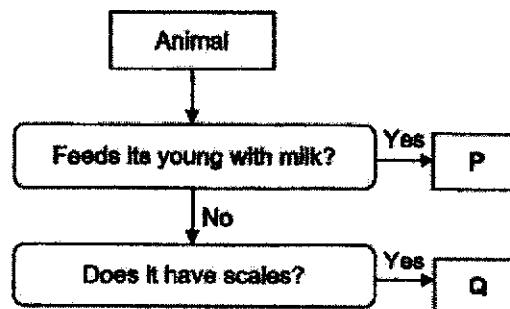 Animal
Feeds its young with milk?
Yes
P
No
Does it have scales?
Yes
Q